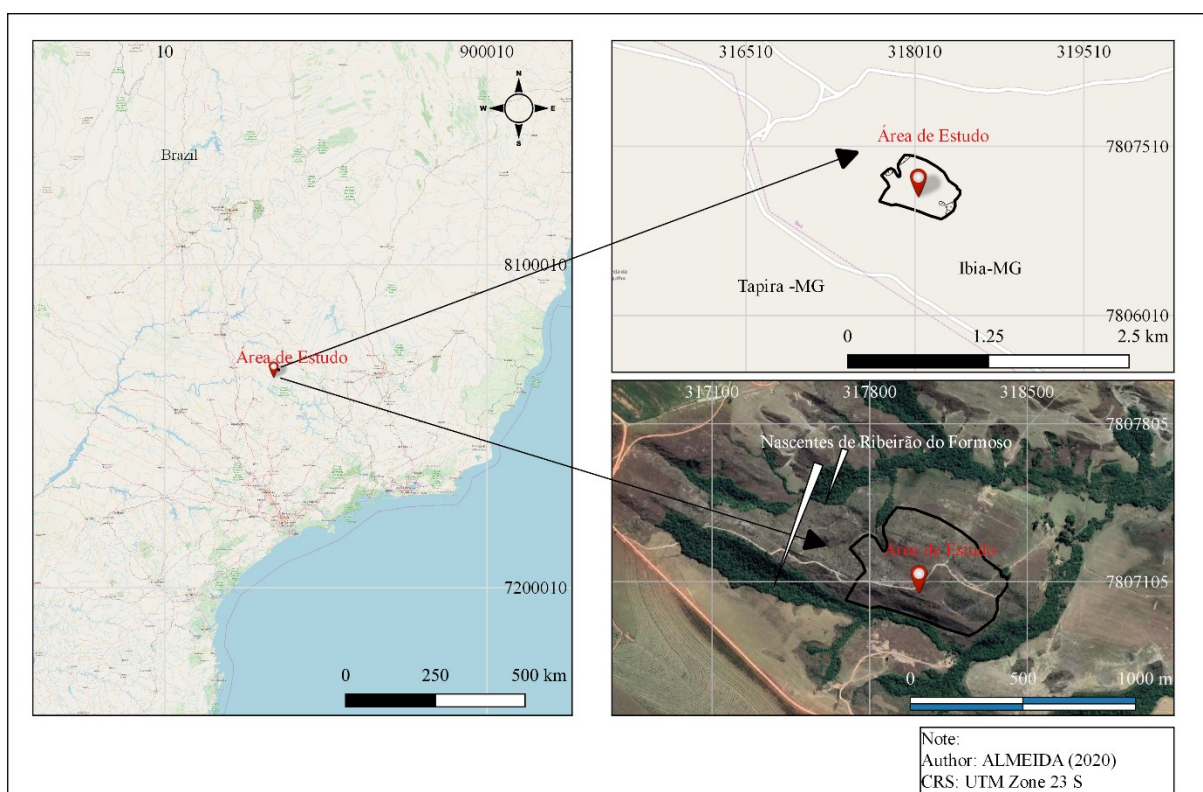 10
900010
N
W
E
S
Brazil
8100010
Área de Estudo
7200010
0
250
500 km
316510
318010
319510
Área de Estudo
7807510
Ibia-MG
Tapira -MG
7806010
0
1.25
2.5 km
317100
317800
318500
7807805
Nascentes de Ribeirão do Formoso
Área de Estudo
7807105
0
500
1000 m
Note:
Author: ALMEIDA (2020)
CRS: UTM Zone 23 S